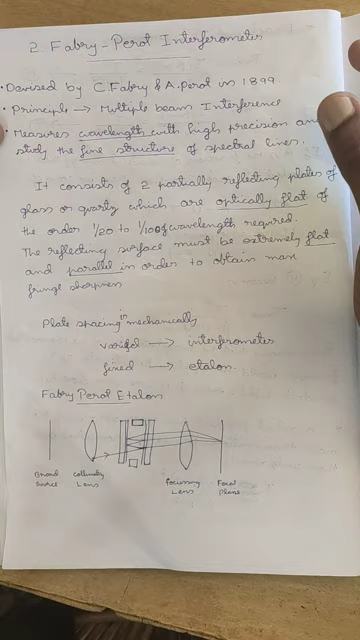 2. Fabry-Perot Interferometer
• Devised by C.Fabry & A.Perot in 1899
• Principle → Multiple beam Interference
• Measures wavelength with high precision and
study the fine structure of spectral lines.
It consists of 2 partially reflecting plates of
glass or quartz which are optically flat of
the order 1/20 to 1/100 of wavelength required.
The reflecting surface must be extremely flat
and parallel in order to obtain max
fringe sharpness
Plate spacing in mechanically
varied → interferometer
fixed → etalon.
Fabry Perot Etalon
Broad Source
Lens
focussing Lens
Focal Plane